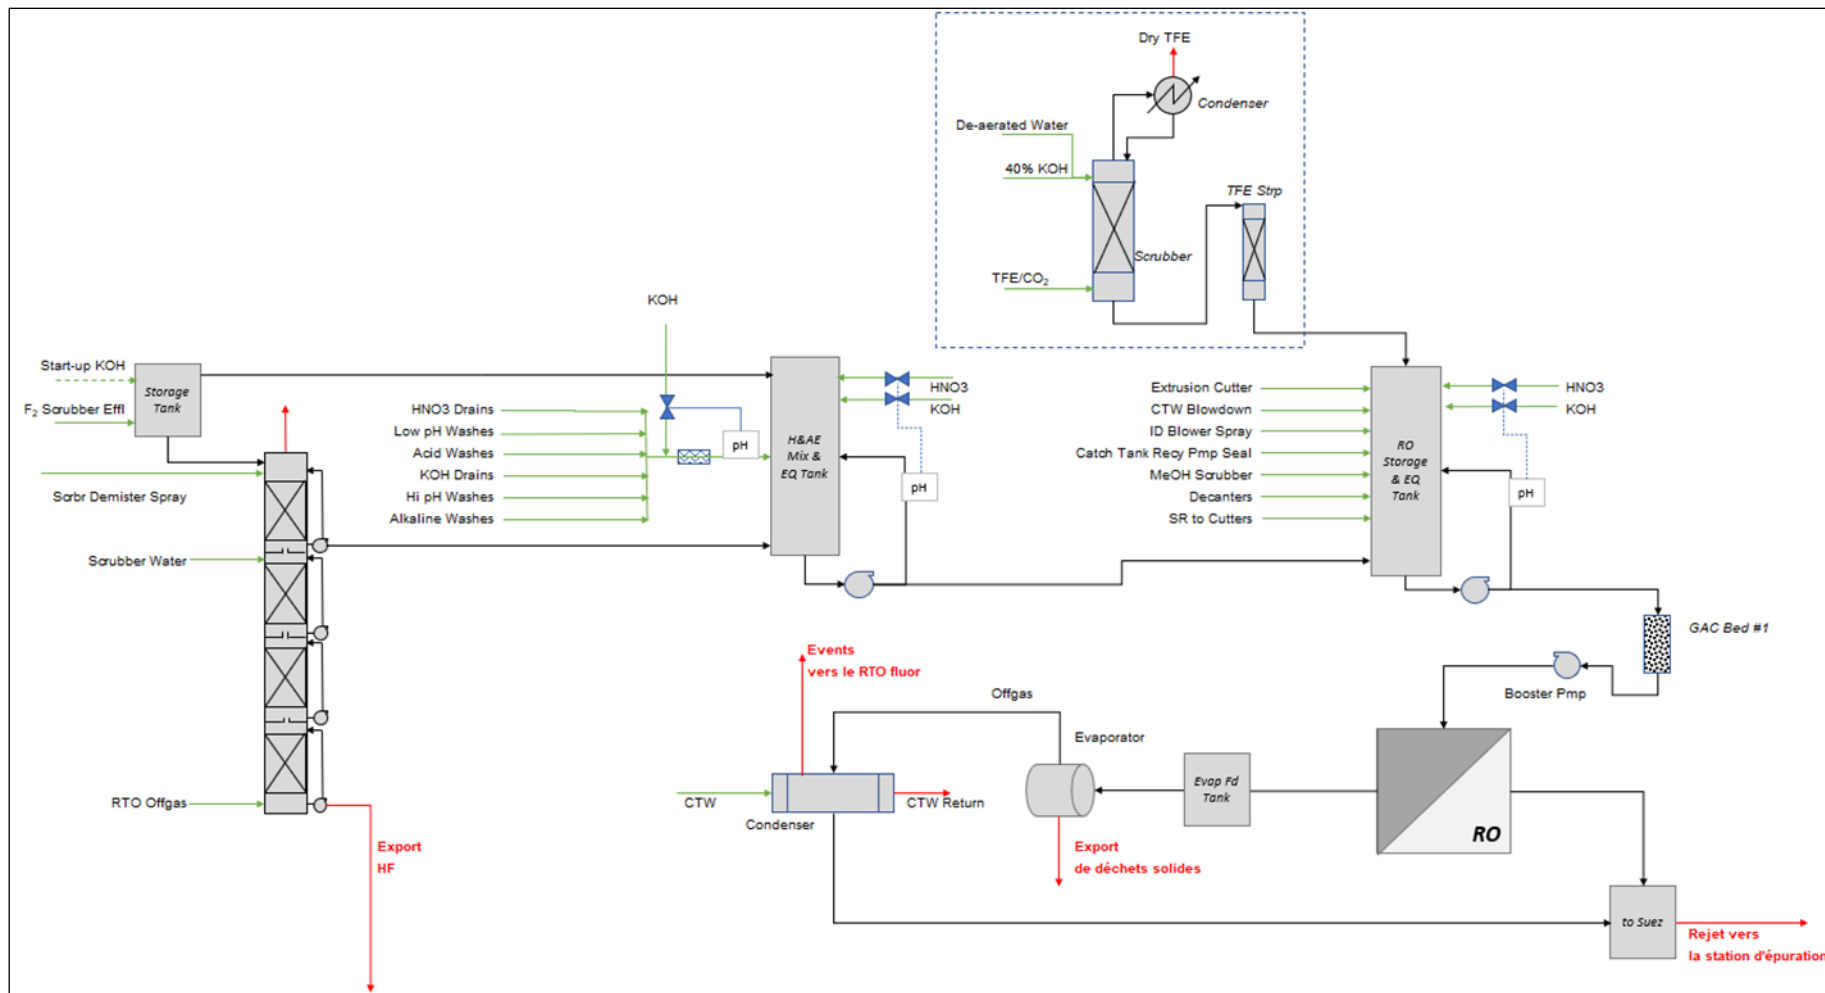 Dry TFE
Condenser
De-aerated Water
40% KOH
TFE Strp
Scrubber
TFE/CO₂
KOH
Start-up KOH
Storage
Tank
F₂ Scrubber Effl
HNO3
KOH
HNO3 Drains
Low pH Washes
Acid Washes
KOH Drains
Hi pH Washes
Alkaline Washes
pH
H&AE
Mix &
EQ Tank
pH
Extrusion Cutter
CTW Blowdown
ID Blower Spray
Catch Tank Recy Pmp Seal
MeOH Scrubber
Decanters
SR to Cutters
RO
Storage
& EQ
Tank
HNO3
KOH
pH
Scrbr Demister Spray
Scrubber Water
RTO Offgas
Export
HF
GAC Bed #1
Booster Pmp
Events
vers le RTO fluor
Offgas
Evaporator
CTW
Condenser
CTW Return
Evap Fd
Tank
RO
Export
de déchets solides
to Suez
Rejet vers
la station d'épuration